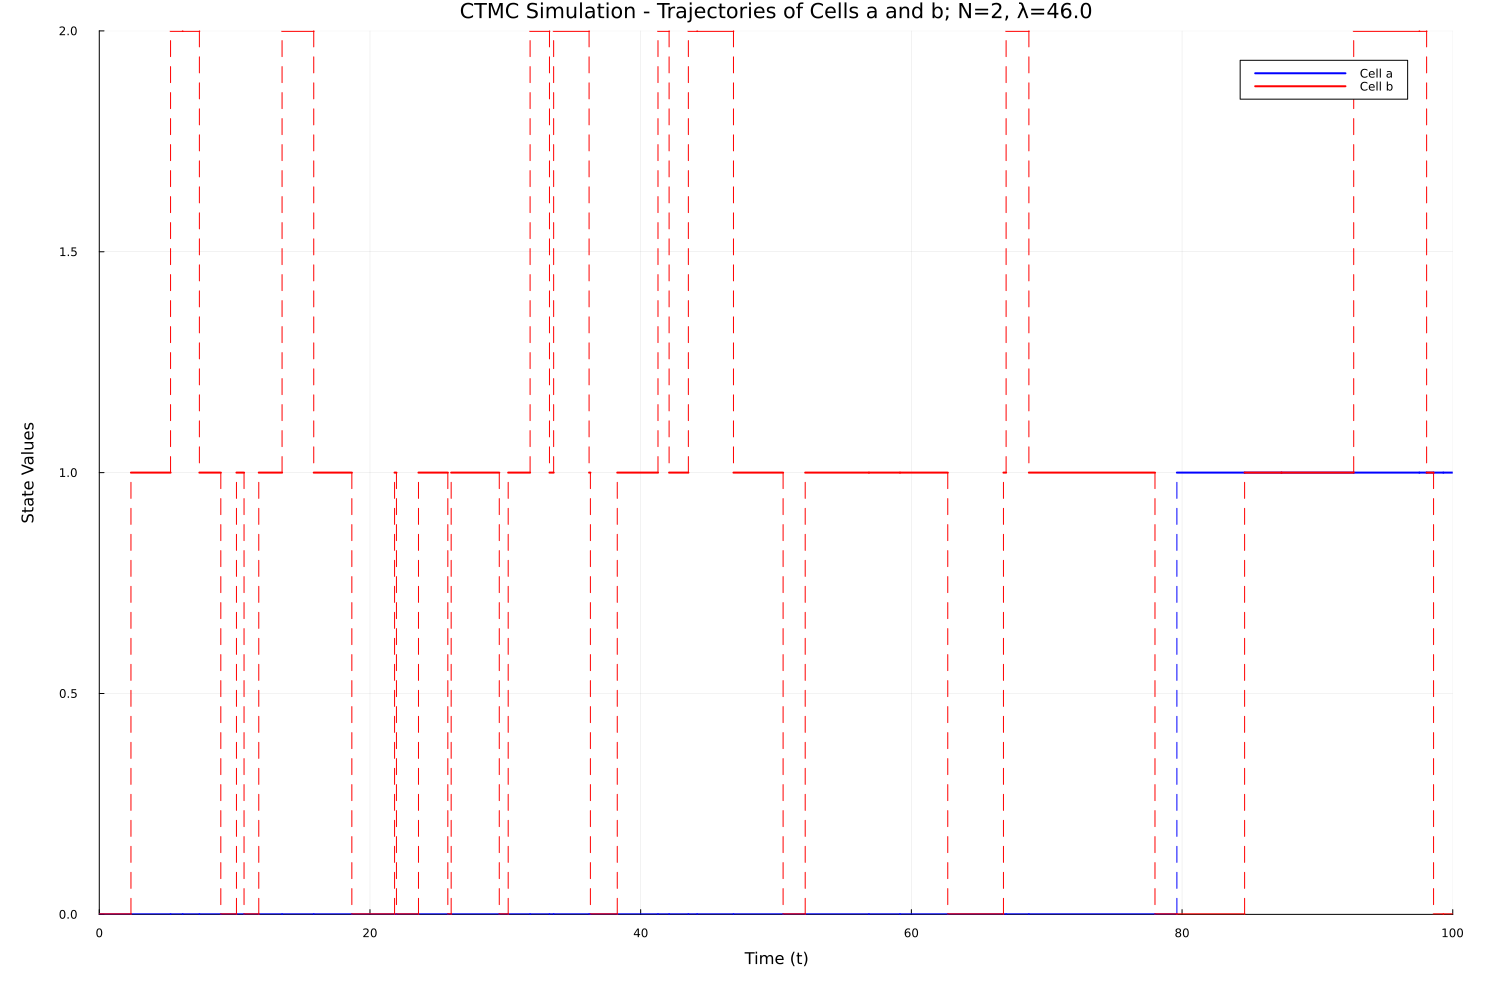 CTMC Simulation - Trajectories of Cells a and b; N=2, λ=46.0
2.0
Cell a
Cell b
1.5
1.0
State Values
0.5
0.0
0 20 40 60 80 100
Time (t)